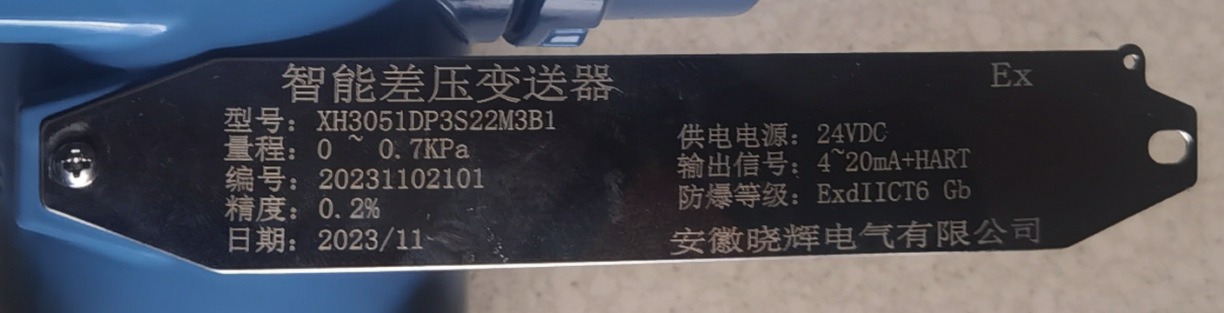 智能差压变送器
Ex
型号: XH3051DP3S22M3B1
量程: 0 ~ 0.7KPa
编号: 20231102101
精度: 0.2%
日期: 2023/11
供电电源: 24VDC
输出信号: 4~20mA+HART
防爆等级: ExdIICT6 Gb
安徽晓辉电气有限公司